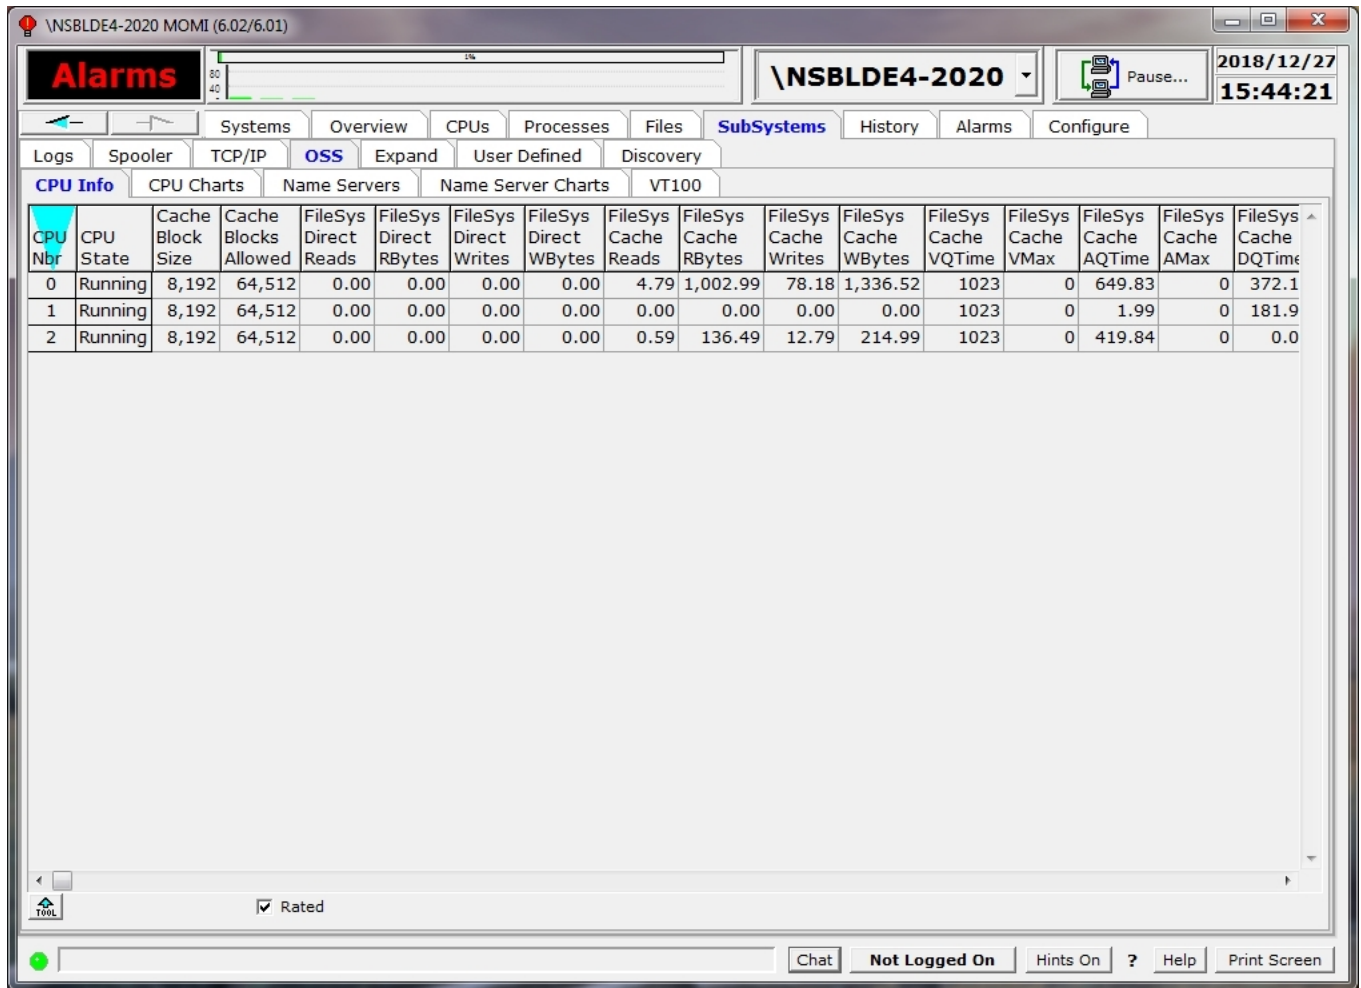 \NSBLDE4-2020 MOMI (6.02/6.01)
Alarms
80
40
1%
\NSBLDE4-2020
Pause...
2018/12/27
15:44:21
Systems Overview CPUs Processes Files SubSystems History Alarms Configure
Logs Spooler TCP/IP OSS Expand User Defined Discovery
CPU Info CPU Charts Name Servers Name Server Charts VT100
Cache Cache FileSys FileSys FileSys FileSys FileSys FileSys FileSys FileSys FileSys FileSys FileSys FileSys FileSys
CPU CPU Block Blocks Direct Direct Direct Direct Cache Cache Cache Cache Cache Cache Cache Cache Cache
Nbr State Size Allowed Reads RBytes Writes WBytes Reads RBytes Writes WBytes VQTime VMax AQTime AMax DQTime
0 Running 8,192 64,512 0.00 0.00 0.00 0.00 4.79 1,002.99 78.18 1,336.52 1023 0 649.83 0 372.1
1 Running 8,192 64,512 0.00 0.00 0.00 0.00 0.00 0.00 0.00 0.00 1023 0 1.99 0 181.9
2 Running 8,192 64,512 0.00 0.00 0.00 0.00 0.59 136.49 12.79 214.99 1023 0 419.84 0 0.0
TOOL
Rated
Chat Not Logged On Hints On ? Help Print Screen